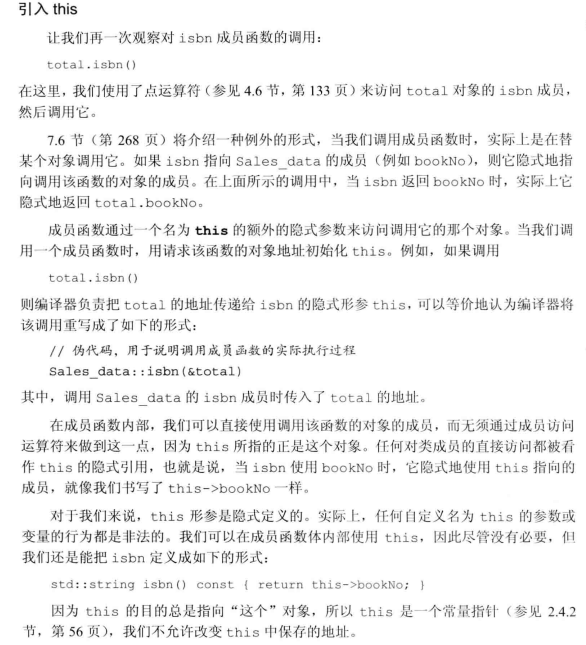 引入 this
让我们再一次观察对 isbn 成员函数的调用：
total.isbn()
在这里，我们使用了点运算符（参见 4.6 节，第 133 页）来访问 total 对象的 isbn 成员，
然后调用它。
7.6 节（第 268 页）将介绍一种例外的形式，当我们调用成员函数时，实际上是在替
某个对象调用它。如果 isbn 指向 Sales_data 的成员（例如 bookNo），则它隐式地指
向调用该函数的对象的成员。在上面所示的调用中，当 isbn 返回 bookNo 时，实际上它
隐式地返回 total.bookNo。
成员函数通过一个名为 this 的额外的隐式参数来访问调用它的那个对象。当我们调
用一个成员函数时，用请求该函数的对象地址初始化 this。例如，如果调用
total.isbn()
则编译器负责把 total 的地址传递给 isbn 的隐式形参 this，可以等价地认为编译器将
该调用重写成了如下的形式：
// 伪代码，用于说明调用成员函数的实际执行过程
Sales_data::isbn(&total)
其中，调用 Sales_data 的 isbn 成员时传入了 total 的地址。
在成员函数内部，我们可以直接使用调用该函数的对象的成员，而无须通过成员访问
运算符来做到这一点，因为 this 所指的正是这个对象。任何对类成员的直接访问都被看
作 this 的隐式引用，也就是说，当 isbn 使用 bookNo 时，它隐式地使用 this 指向的
成员，就像我们书写了 this->bookNo 一样。
对于我们来说，this 形参是隐式定义的。实际上，任何自定义名为 this 的参数或
变量的行为都是非法的。我们可以在成员函数体内部使用 this，因此尽管没有必要，但
我们还是能把 isbn 定义成如下的形式：
std::string isbn() const { return this->bookNo; }
因为 this 的目的总是指向“这个”对象，所以 this 是一个常量指针（参见 2.4.2
节，第 56 页），我们不允许改变 this 中保存的地址。